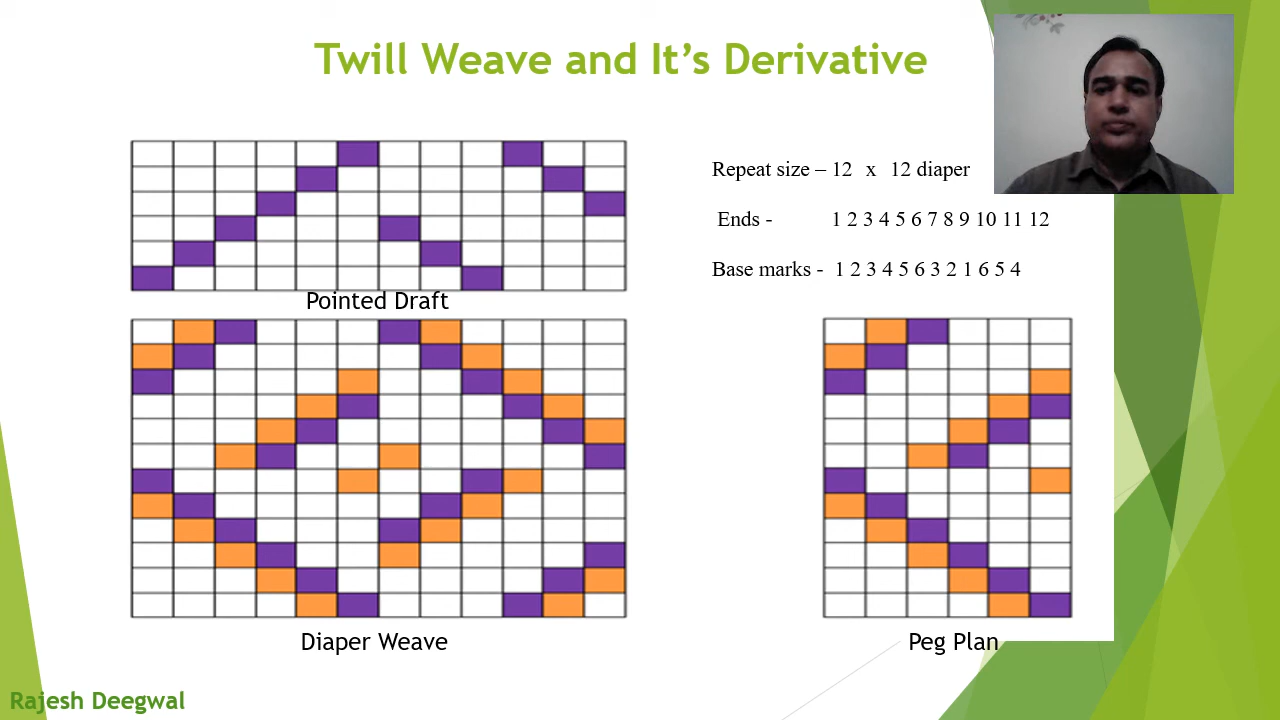 Twill Weave and It's Derivative
Repeat size – 12 x 12 diaper
Ends - 1 2 3 4 5 6 7 8 9 10 11 12
Base marks - 1 2 3 4 5 6 3 2 1 6 5 4
Pointed Draft
Diaper Weave
Peg Plan
Rajesh Deegwal